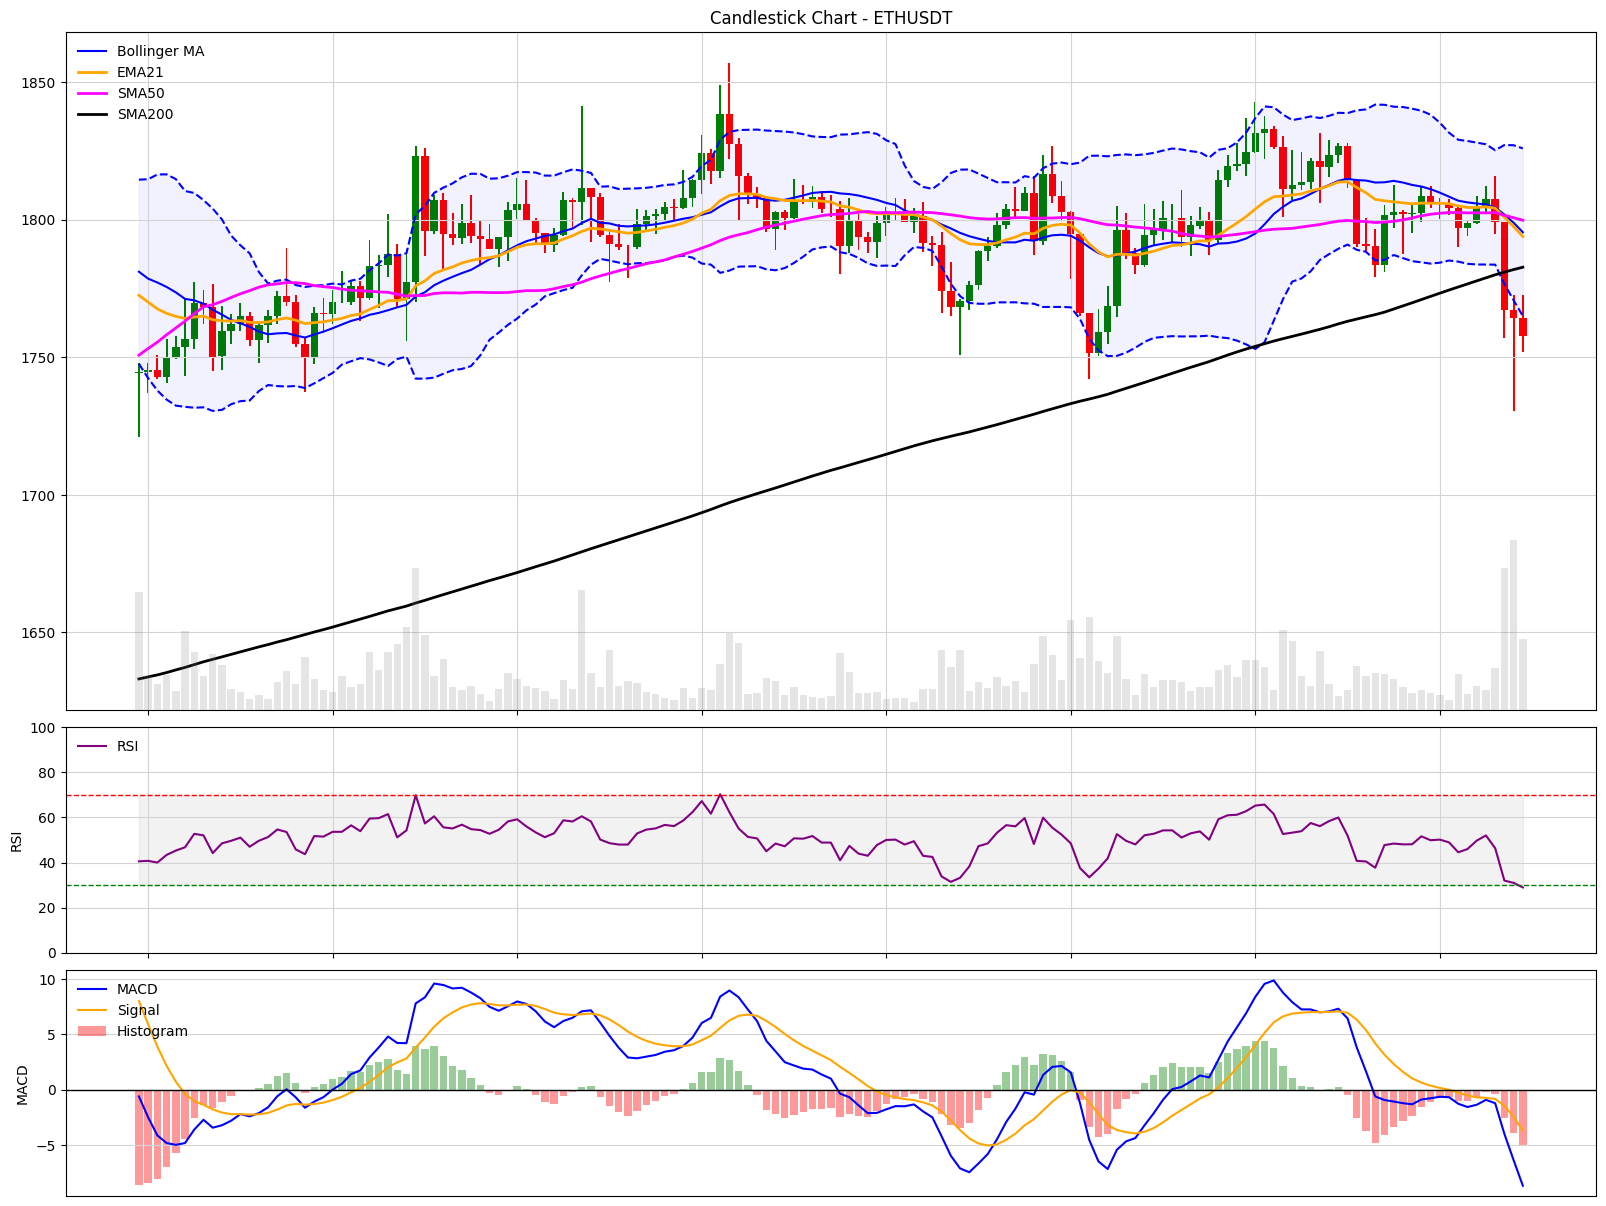 Candlestick Chart - ETHUSDT
Bollinger MA
EMA21
SMA50
SMA200
1850
1800
1750
1700
1650
RSI
100
80
60
40
20
0
RSI
MACD
Signal
Histogram
10
5
0
−5
MACD